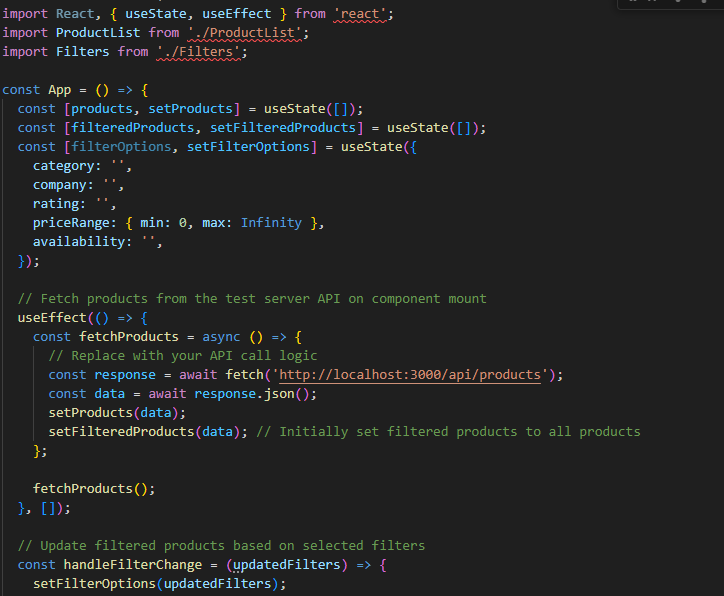 import React, { useState, useEffect } from 'react';
import ProductList from './ProductList';
import Filters from './Filters';

const App = () => {
  const [products, setProducts] = useState([]);
  const [filteredProducts, setFilteredProducts] = useState([]);
  const [filterOptions, setFilterOptions] = useState({
    category: '',
    company: '',
    rating: '',
    priceRange: { min: 0, max: Infinity },
    availability: '',
  });

  // Fetch products from the test server API on component mount
  useEffect(() => {
    const fetchProducts = async () => {
      // Replace with your API call logic
      const response = await fetch('http://localhost:3000/api/products');
      const data = await response.json();
      setProducts(data);
      setFilteredProducts(data); // Initially set filtered products to all products
    };

    fetchProducts();
  }, []);

  // Update filtered products based on selected filters
  const handleFilterChange = (updatedFilters) => {
    setFilterOptions(updatedFilters);